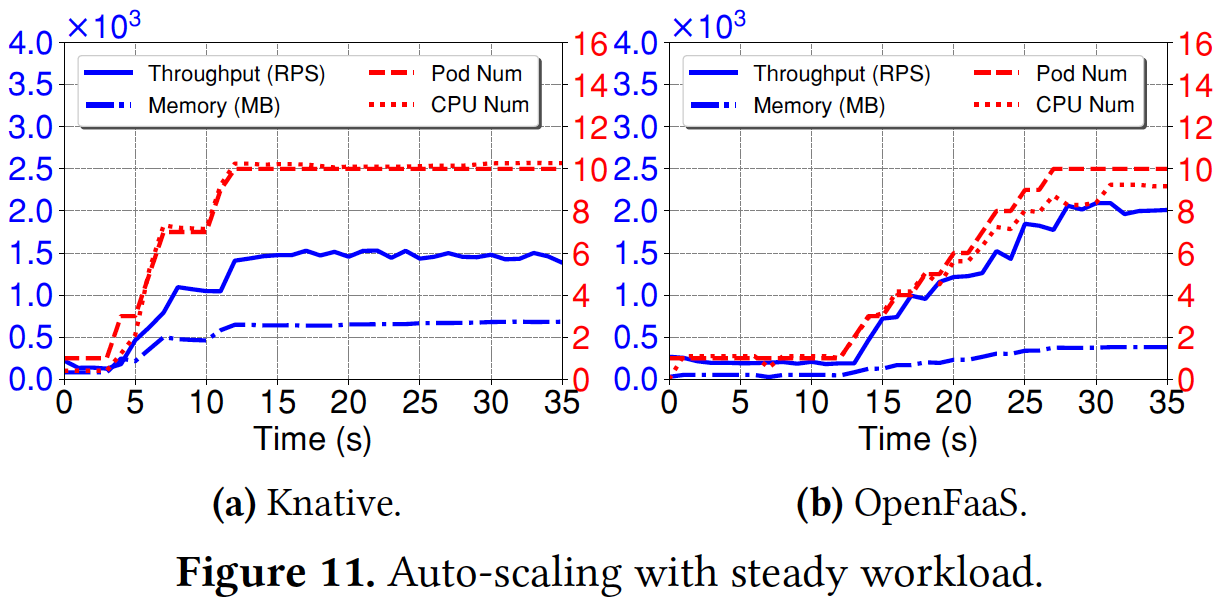 ×10³
4.0
3.5
3.0
2.5
2.0
1.5
1.0
0.5
0.0
Throughput (RPS)
Memory (MB)
Pod Num
CPU Num
16
14
12
10
8
6
4
2
0
0 5 10 15 20 25 30 35
Time (s)
(a) Knative.
×10³
4.0
3.5
3.0
2.5
2.0
1.5
1.0
0.5
0.0
Throughput (RPS)
Memory (MB)
Pod Num
CPU Num
16
14
12
10
8
6
4
2
0
0 5 10 15 20 25 30 35
Time (s)
(b) OpenFaaS.
Figure 11. Auto-scaling with steady workload.